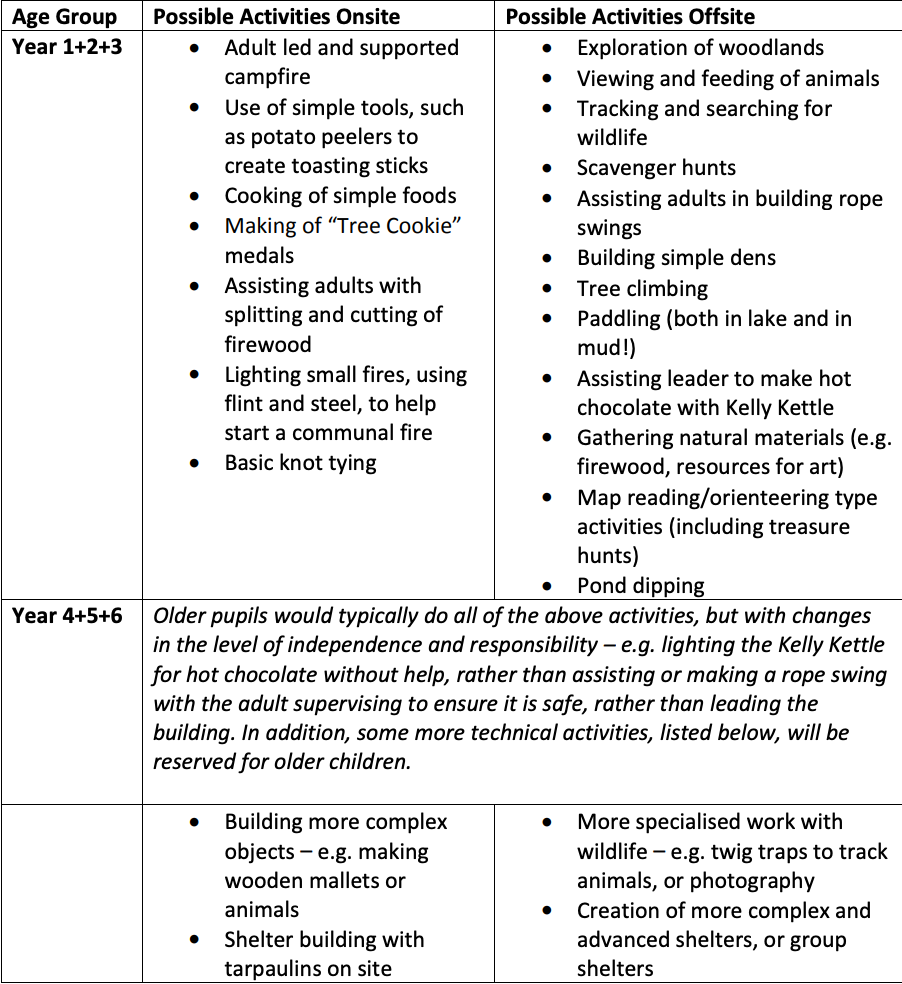 Age Group
Possible Activities Onsite
Possible Activities Offsite
Year 1+2+3
• Adult led and supported
campfire
• Use of simple tools, such
as potato peelers to
create toasting sticks
• Cooking of simple foods
• Making of “Tree Cookie”
medals
• Assisting adults with
splitting and cutting of
firewood
• Lighting small fires, using
flint and steel, to help
start a communal fire
• Basic knot tying
• Exploration of woodlands
• Viewing and feeding of animals
• Tracking and searching for
wildlife
• Scavenger hunts
• Assisting adults in building rope
swings
• Building simple dens
• Tree climbing
• Paddling (both in lake and in
mud!)
• Assisting leader to make hot
chocolate with Kelly Kettle
• Gathering natural materials (e.g.
firewood, resources for art)
• Map reading/orienteering type
activities (including treasure
hunts)
• Pond dipping
Year 4+5+6
Older pupils would typically do all of the above activities, but with changes
in the level of independence and responsibility – e.g. lighting the Kelly Kettle
for hot chocolate without help, rather than assisting or making a rope swing
with the adult supervising to ensure it is safe, rather than leading the
building. In addition, some more technical activities, listed below, will be
reserved for older children.
• Building more complex
objects – e.g. making
wooden mallets or
animals
• Shelter building with
tarpaulins on site
• More specialised work with
wildlife – e.g. twig traps to track
animals, or photography
• Creation of more complex and
advanced shelters, or group
shelters